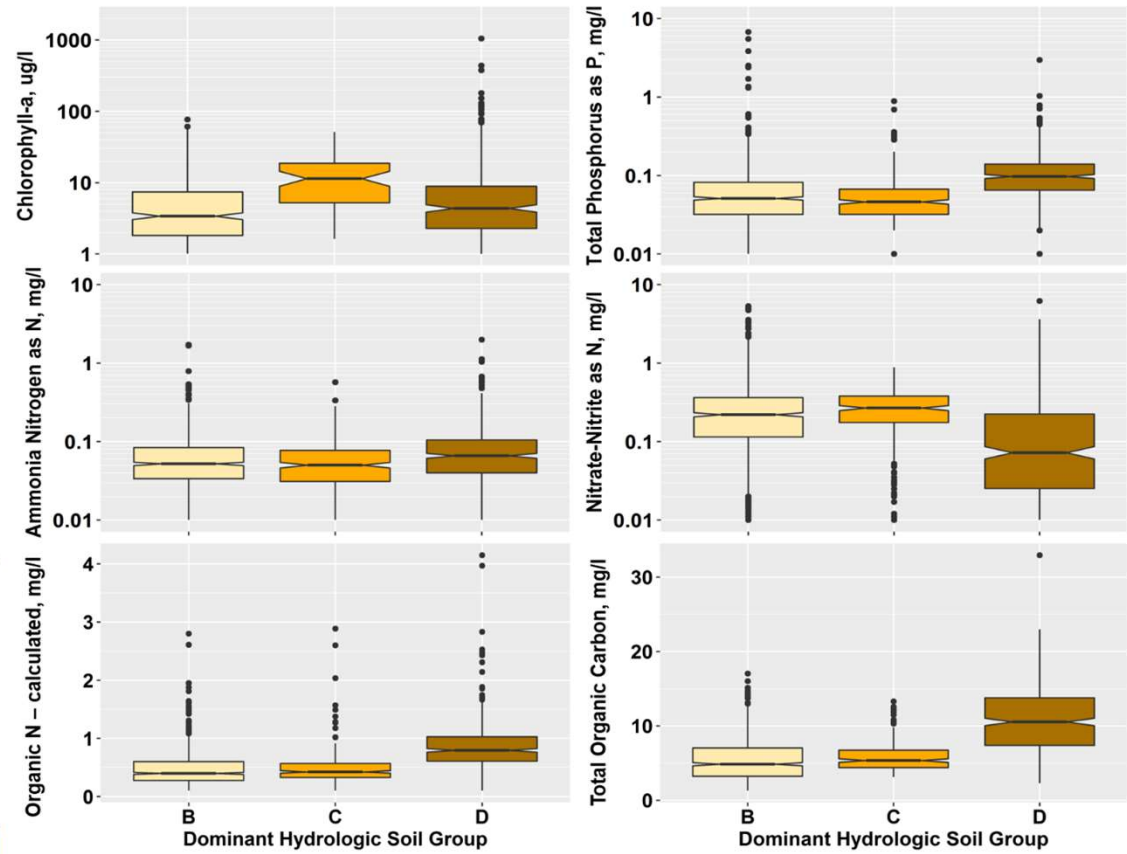 Chlorophyll-a, ug/l
1000
100
10
1
Total Phosphorus as P, mg/l
10
1
0.1
0.01
Ammonia Nitrogen as N, mg/l
10
1
0.1
0.01
Nitrate-Nitrite as N, mg/l
10
1
0.1
0.01
Organic N – calculated, mg/l
4
3
2
1
0
B
C
D
Dominant Hydrologic Soil Group
Total Organic Carbon, mg/l
30
20
10
0
B
C
D
Dominant Hydrologic Soil Group